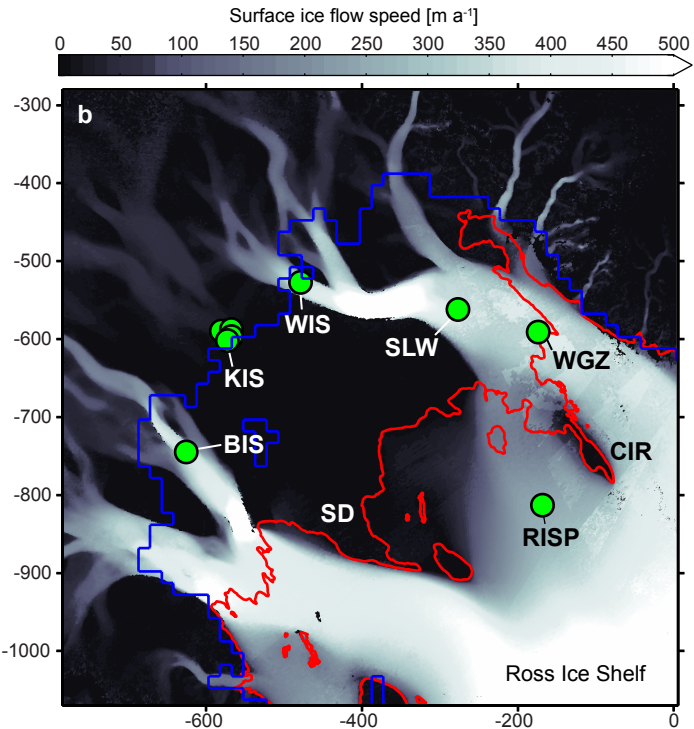 Surface ice flow speed [m a⁻¹]
0 50 100 150 200 250 300 350 400 450 500
b
-300
-400
-500
-600
-700
-800
-900
-1000
WIS
SLW
WGZ
KIS
BIS
CIR
SD
RISP
Ross Ice Shelf
-600 -400 -200 0